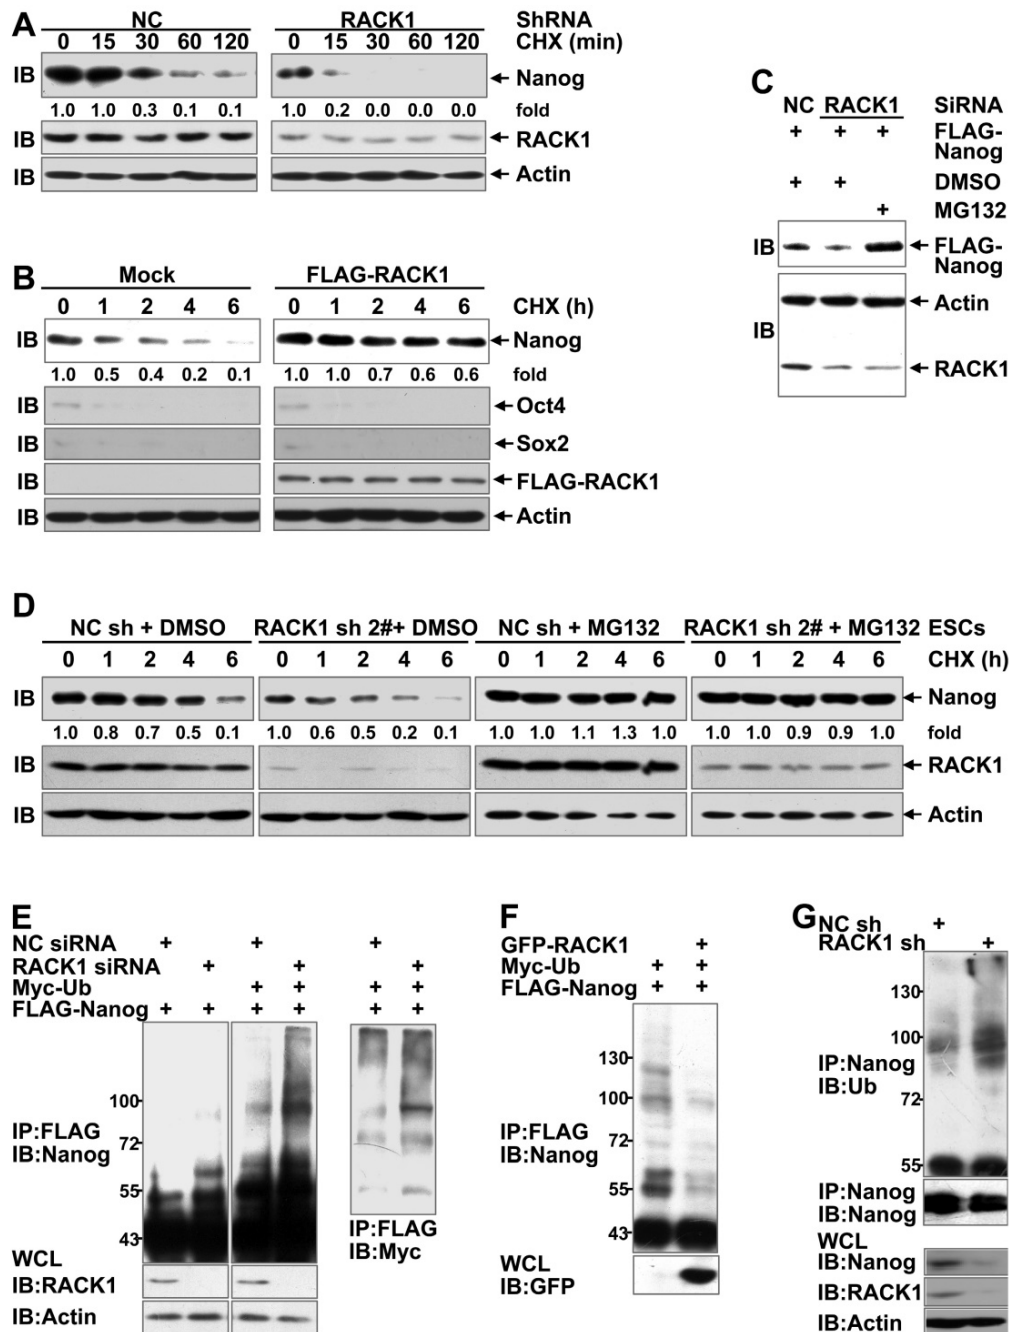 A
NC RACK1 ShRNA
0 15 30 60 120 0 15 30 60 120 CHX (min)
IB Nanog
1.0 1.0 0.3 0.1 0.1 1.0 0.2 0.0 0.0 0.0 fold
IB RACK1
IB Actin
B
Mock FLAG-RACK1
0 1 2 4 6 0 1 2 4 6 CHX (h)
IB Nanog
1.0 0.5 0.4 0.2 0.1 1.0 1.0 0.7 0.6 0.6 fold
IB Oct4
IB Sox2
IB FLAG-RACK1
IB Actin
C
NC RACK1 SiRNA
+ + + FLAG-
Nanog
+ + DMSO
+ MG132
IB FLAG-
Nanog
Actin
IB
RACK1
D
NC sh + DMSO RACK1 sh 2#+ DMSO NC sh + MG132 RACK1 sh 2# + MG132 ESCs
0 1 2 4 6 0 1 2 4 6 0 1 2 4 6 0 1 2 4 6 CHX (h)
IB Nanog
1.0 0.8 0.7 0.5 0.1 1.0 0.6 0.5 0.2 0.1 1.0 1.0 1.1 1.3 1.0 1.0 1.0 0.9 0.9 1.0 fold
IB RACK1
IB Actin
E
NC siRNA + + +
RACK1 siRNA + + +
Myc-Ub + + + +
FLAG-Nanog + + + + + +
100
IP:FLAG
IB:Nanog
72
55
43
IP:FLAG
IB:Myc
WCL
IB:RACK1
IB:Actin
F
GFP-RACK1 +
Myc-Ub + +
FLAG-Nanog + +
130
100
IP:FLAG
IB:Nanog
72
55
43
WCL
IB:GFP
G
NC sh +
RACK1 sh +
130
100
IP:Nanog
IB:Ub
72
55
IP:Nanog
IB:Nanog
WCL
IB:Nanog
IB:RACK1
IB:Actin